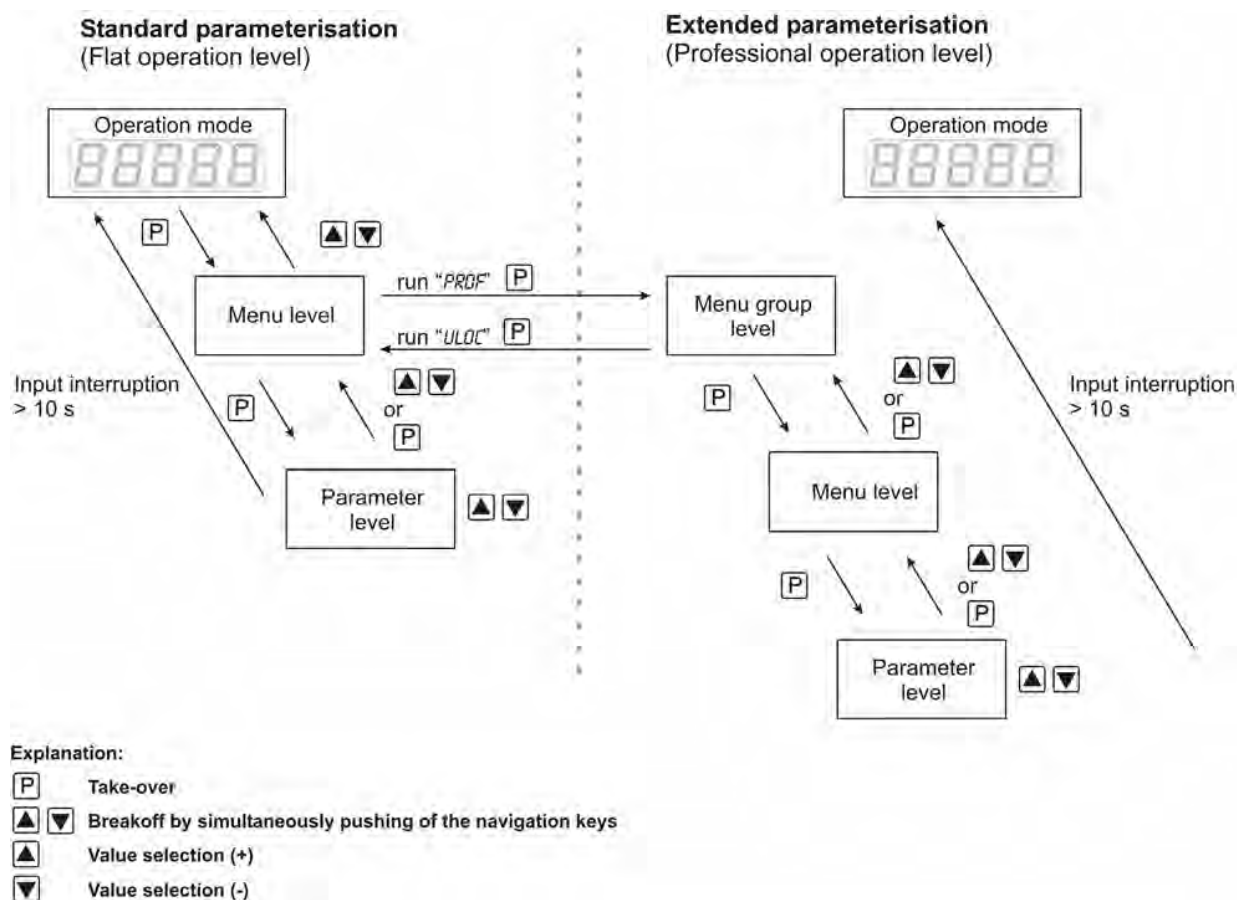 Standard parameterisation
(Flat operation level)
Extended parameterisation
(Professional operation level)
Operation mode
88888
Operation mode
88888
P
▲ ▼
Menu level
run "PROF" P
run "ULOC" P
Menu group
level
Input interruption
> 10 s
P
▲ ▼
or
P
P
▲ ▼
or
P
Input interruption
> 10 s
Parameter
level
▲ ▼
Menu level
P
▲ ▼
or
P
Parameter
level
▲ ▼
Explanation:
P Take-over
▲ ▼ Breakoff by simultaneously pushing of the navigation keys
▲ Value selection (+)
▼ Value selection (-)